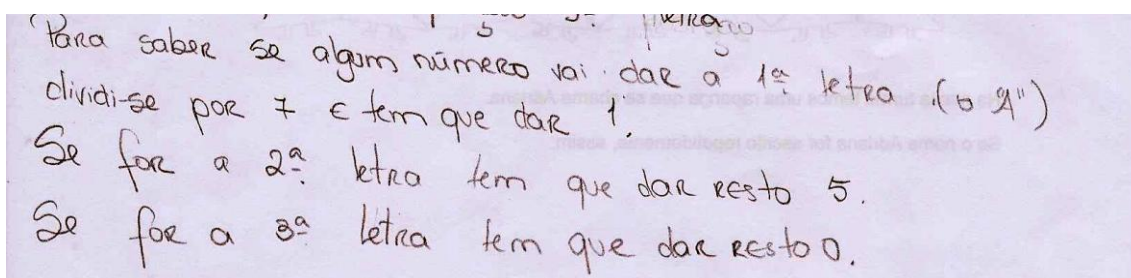 Para saber se algum número vai dar a 1ª letra (o "A")
dividi-se por 7 e tem que dar 1.
Se for a 2ª letra tem que dar resto 5.
Se for a 3ª letra tem que dar resto 0.